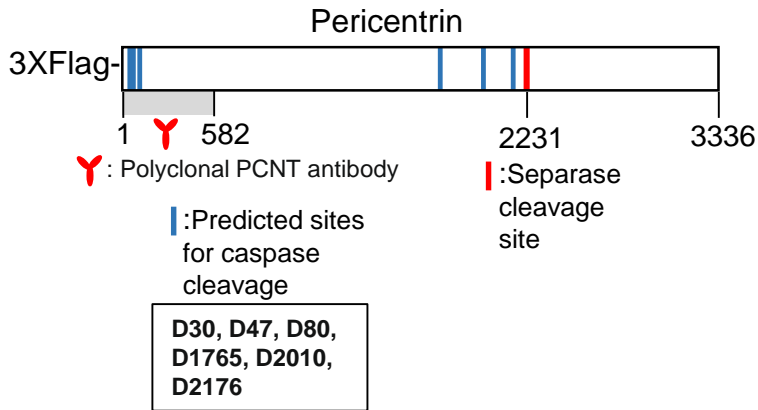 Pericentrin
3XFlag-
1 582 2231 3336
: Polyclonal PCNT antibody
:Separase
cleavage
site
:Predicted sites
for caspase
cleavage
D30, D47, D80,
D1765, D2010,
D2176